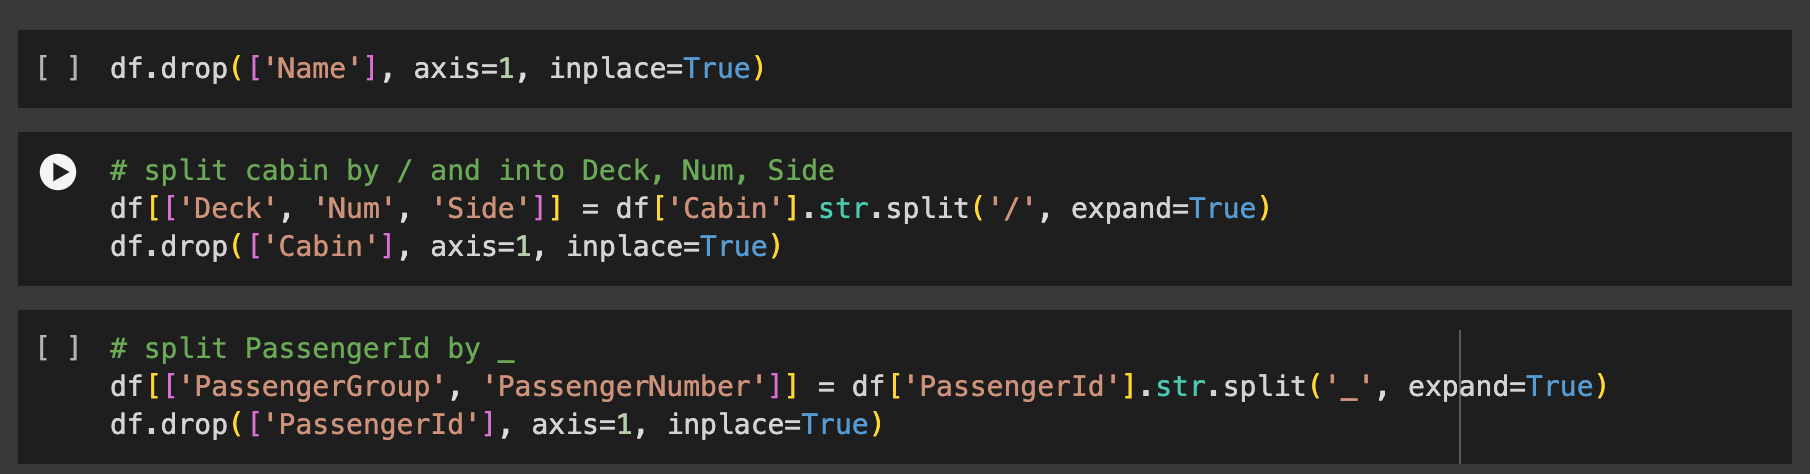 [ ] df.drop(['Name'], axis=1, inplace=True)
# split cabin by / and into Deck, Num, Side
df[['Deck', 'Num', 'Side']] = df['Cabin'].str.split('/', expand=True)
df.drop(['Cabin'], axis=1, inplace=True)
[ ] # split PassengerId by _
df[['PassengerGroup', 'PassengerNumber']] = df['PassengerId'].str.split('_', expand=True)
df.drop(['PassengerId'], axis=1, inplace=True)